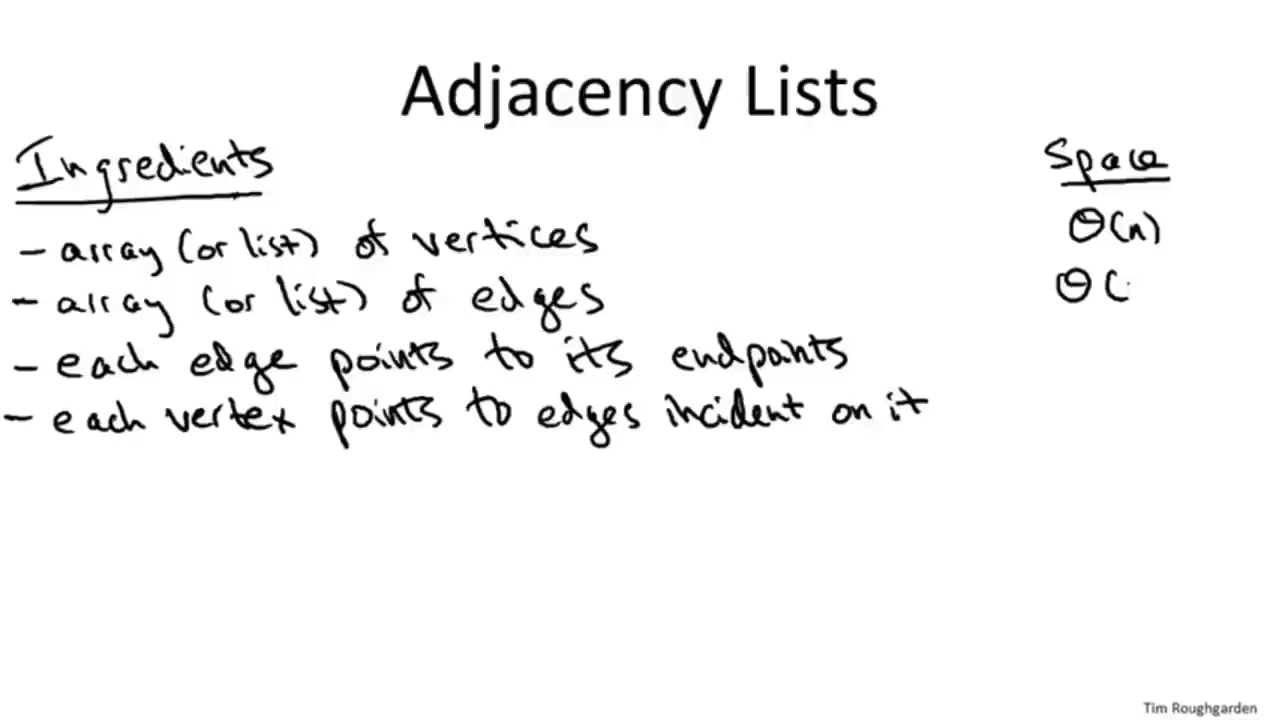 Adjacency Lists
Ingredients
Space
- array (or list) of vertices
Θ(n)
- array (or list) of edges
Θ(
- each edge points to its endpoints
- each vertex points to edges incident on it
Tim Roughgarden